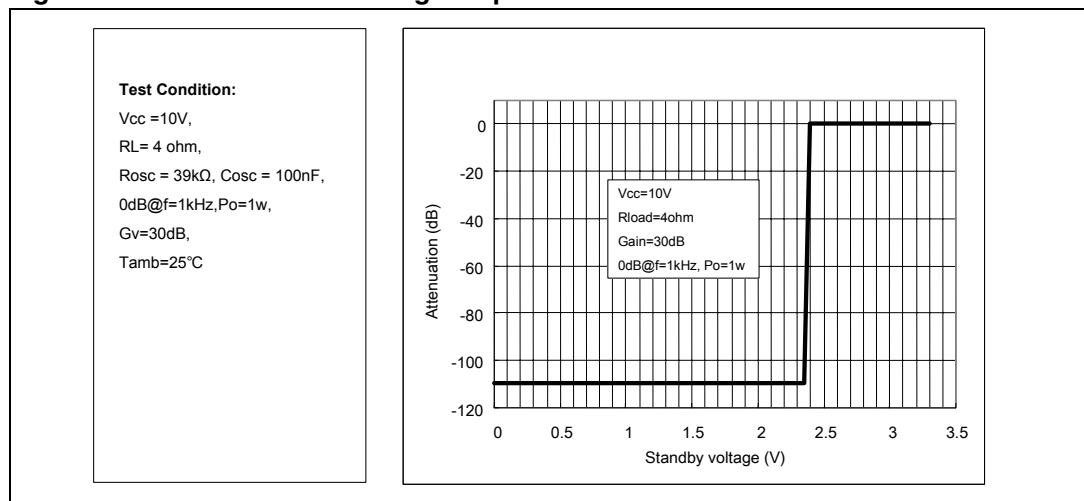 Test Condition:
Vcc =10V,
RL= 4 ohm,
Rosc = 39kΩ, Cosc = 100nF,
0dB@f=1kHz,Po=1w,
Gv=30dB,
Tamb=25℃
Attenuation (dB)
0
-20
-40
-60
-80
-100
-120
Vcc=10V
Rload=4ohm
Gain=30dB
0dB@f=1kHz, Po=1w
0 0.5 1 1.5 2 2.5 3 3.5
Standby voltage (V)